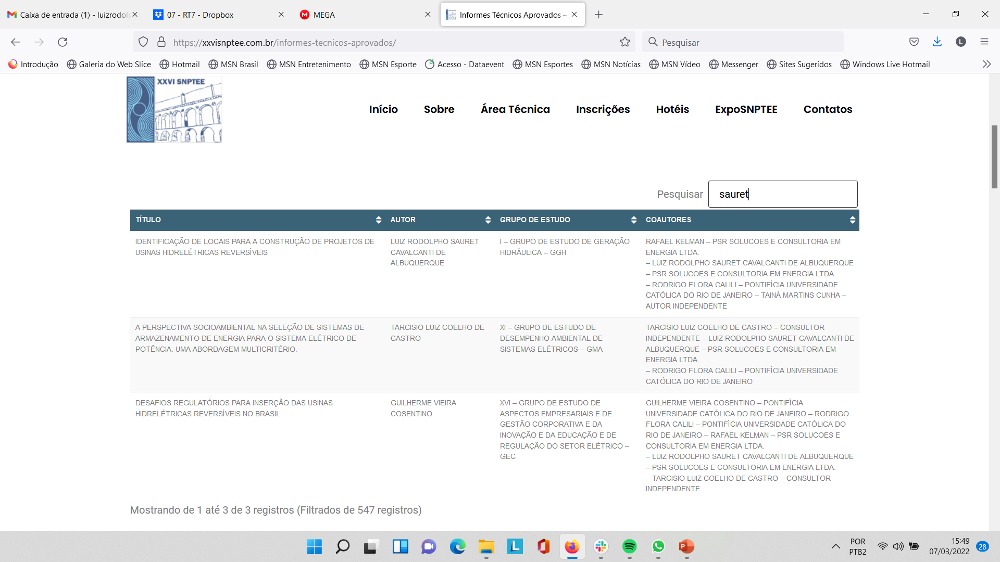 Caixa de entrada (1) - luizrodolp
07 - RT7 - Dropbox
MEGA
Informes Técnicos Aprovados –
https://xxvisnptee.com.br/informes-tecnicos-aprovados/
Pesquisar
L
Introdução
Galeria do Web Slice
Hotmail
MSN Brasil
MSN Entretenimento
MSN Esporte
Acesso - Dataevent
MSN Esportes
MSN Notícias
MSN Vídeo
Messenger
Sites Sugeridos
Windows Live Hotmail
XXVI SNPTEE
Início
Sobre
Área Técnica
Inscrições
Hotéis
ExpoSNPTEE
Contatos
Pesquisar
sauret
TÍTULO
AUTOR
GRUPO DE ESTUDO
COAUTORES
IDENTIFICAÇÃO DE LOCAIS PARA A CONSTRUÇÃO DE PROJETOS DE
USINAS HIDRELÉTRICAS REVERSÍVEIS
LUIZ RODOLPHO SAURET
CAVALCANTI DE
ALBUQUERQUE
I – GRUPO DE ESTUDO DE GERAÇÃO
HIDRÂULICA – GGH
RAFAEL KELMAN – PSR SOLUCOES E CONSULTORIA EM
ENERGIA LTDA.
– LUIZ RODOLPHO SAURET CAVALCANTI DE ALBUQUERQUE
– PSR SOLUCOES E CONSULTORIA EM ENERGIA LTDA.
– RODRIGO FLORA CALILI – PONTIFÍCIA UNIVERSIDADE
CATÓLICA DO RIO DE JANEIRO – TAINÁ MARTINS CUNHA –
AUTOR INDEPENDENTE
A PERSPECTIVA SOCIOAMBIENTAL NA SELEÇÃO DE SISTEMAS DE
ARMAZENAMENTO DE ENERGIA PARA O SISTEMA ELÉTRICO DE
POTÊNCIA: UMA ABORDAGEM MULTICRITÉRIO.
TARCISIO LUIZ COELHO DE
CASTRO
XI – GRUPO DE ESTUDO DE
DESEMPENHO AMBIENTAL DE
SISTEMAS ELÉTRICOS – GMA
TARCISIO LUIZ COELHO DE CASTRO – CONSULTOR
INDEPENDENTE – LUIZ RODOLPHO SAURET CAVALCANTI DE
ALBUQUERQUE – PSR SOLUCOES E CONSULTORIA EM
ENERGIA LTDA.
– RODRIGO FLORA CALILI – PONTIFÍCIA UNIVERSIDADE
CATÓLICA DO RIO DE JANEIRO
DESAFIOS REGULATÓRIOS PARA INSERÇÃO DAS USINAS
HIDRELÉTRICAS REVERSÍVEIS NO BRASIL
GUILHERME VIEIRA
COSENTINO
XVI – GRUPO DE ESTUDO DE
ASPECTOS EMPRESARIAIS E DE
GESTÃO CORPORATIVA E DA
INOVAÇÃO E DA EDUCAÇÃO E DE
REGULAÇÃO DO SETOR ELÉTRICO –
GEC
GUILHERME VIEIRA COSENTINO – PONTIFÍCIA
UNIVERSIDADE CATÓLICA DO RIO DE JANEIRO – RODRIGO
FLORA CALILI – PONTIFÍCIA UNIVERSIDADE CATÓLICA DO
RIO DE JANEIRO – RAFAEL KELMAN – PSR SOLUCOES E
CONSULTORIA EM ENERGIA LTDA.
– LUIZ RODOLPHO SAURET CAVALCANTI DE ALBUQUERQUE
– PSR SOLUCOES E CONSULTORIA EM ENERGIA LTDA.
– TARCISIO LUIZ COELHO DE CASTRO – CONSULTOR
INDEPENDENTE
Mostrando de 1 até 3 de 3 registros (Filtrados de 547 registros)
POR
PTB2
15:49
07/03/2022
28